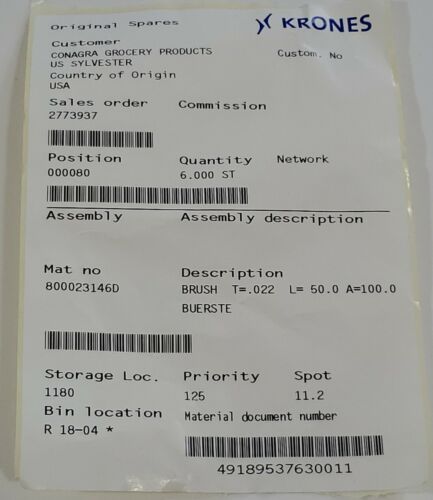 Original Spares
KRONES
Customer
Custom. No
CONAGRA GROCERY PRODUCTS
US SYLVESTER
Country of Origin
USA
Sales order Commission
2773937
Position Quantity Network
000080 6.000 ST
Assembly Assembly description
Mat no Description
800023146D BRUSH T=.022 L= 50.0 A=100.0
BUERSTE
Storage Loc. Priority Spot
1180 125 11.2
Bin location Material document number
R 18-04 *
49189537630011